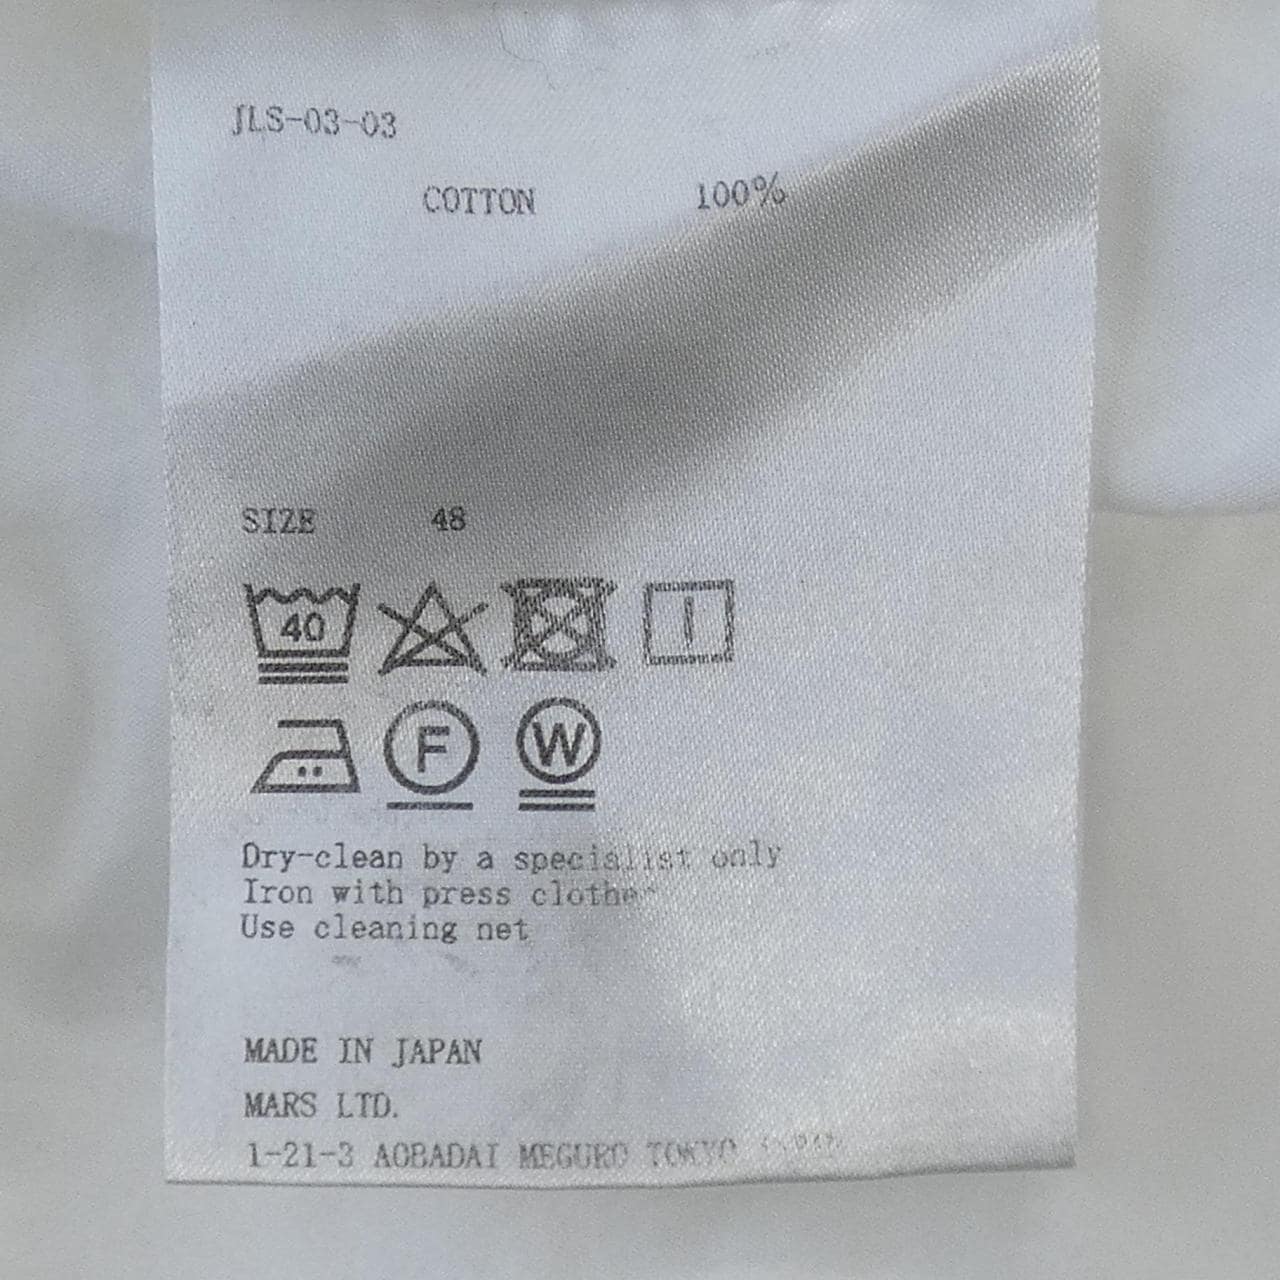 JLS-03-03
COTTON 100%
SIZE 48
40
F W
Dry-clean by a specialist only
Iron with press clothe
Use cleaning net
MADE IN JAPAN
MARS LTD.
1-21-3 AOBADAI MEGURO TOKYO JAPAN